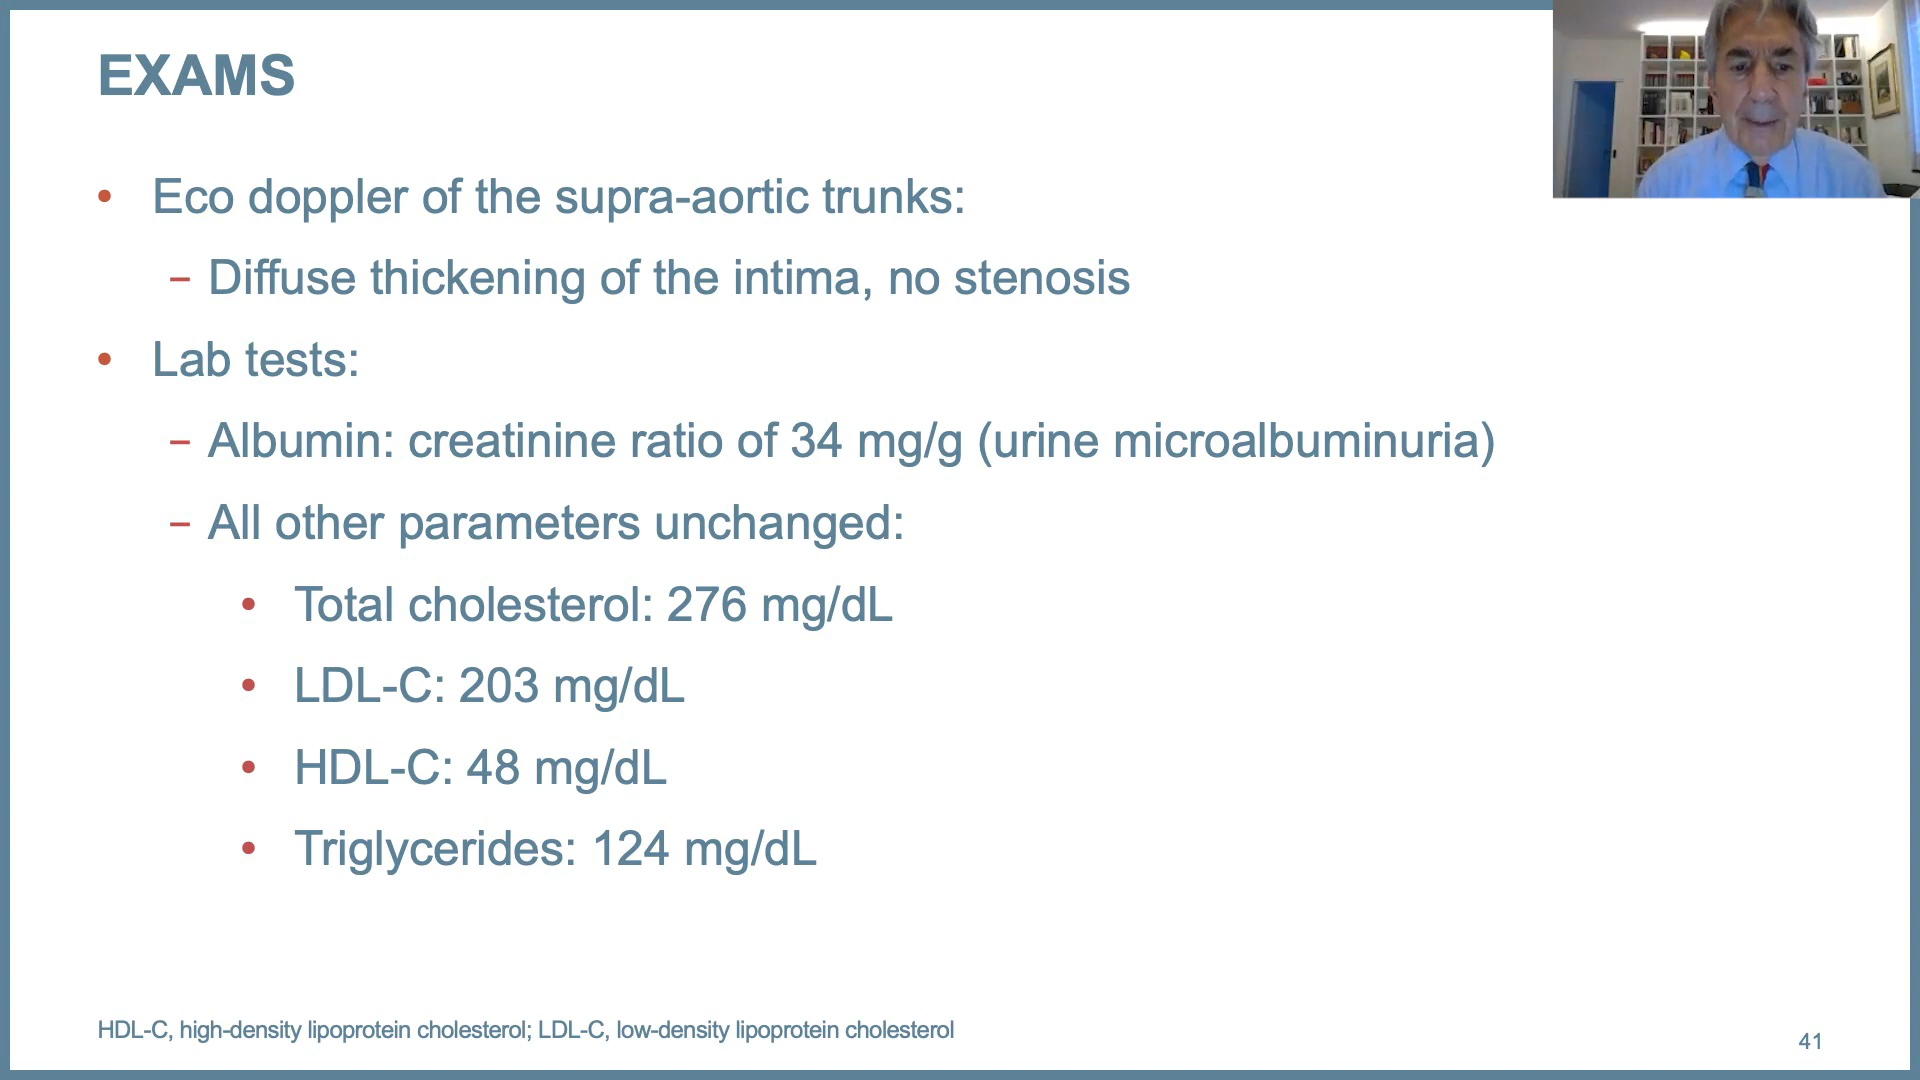 EXAMS
• Eco doppler of the supra-aortic trunks:
– Diffuse thickening of the intima, no stenosis
• Lab tests:
– Albumin: creatinine ratio of 34 mg/g (urine microalbuminuria)
– All other parameters unchanged:
• Total cholesterol: 276 mg/dL
• LDL-C: 203 mg/dL
• HDL-C: 48 mg/dL
• Triglycerides: 124 mg/dL
HDL-C, high-density lipoprotein cholesterol; LDL-C, low-density lipoprotein cholesterol
41